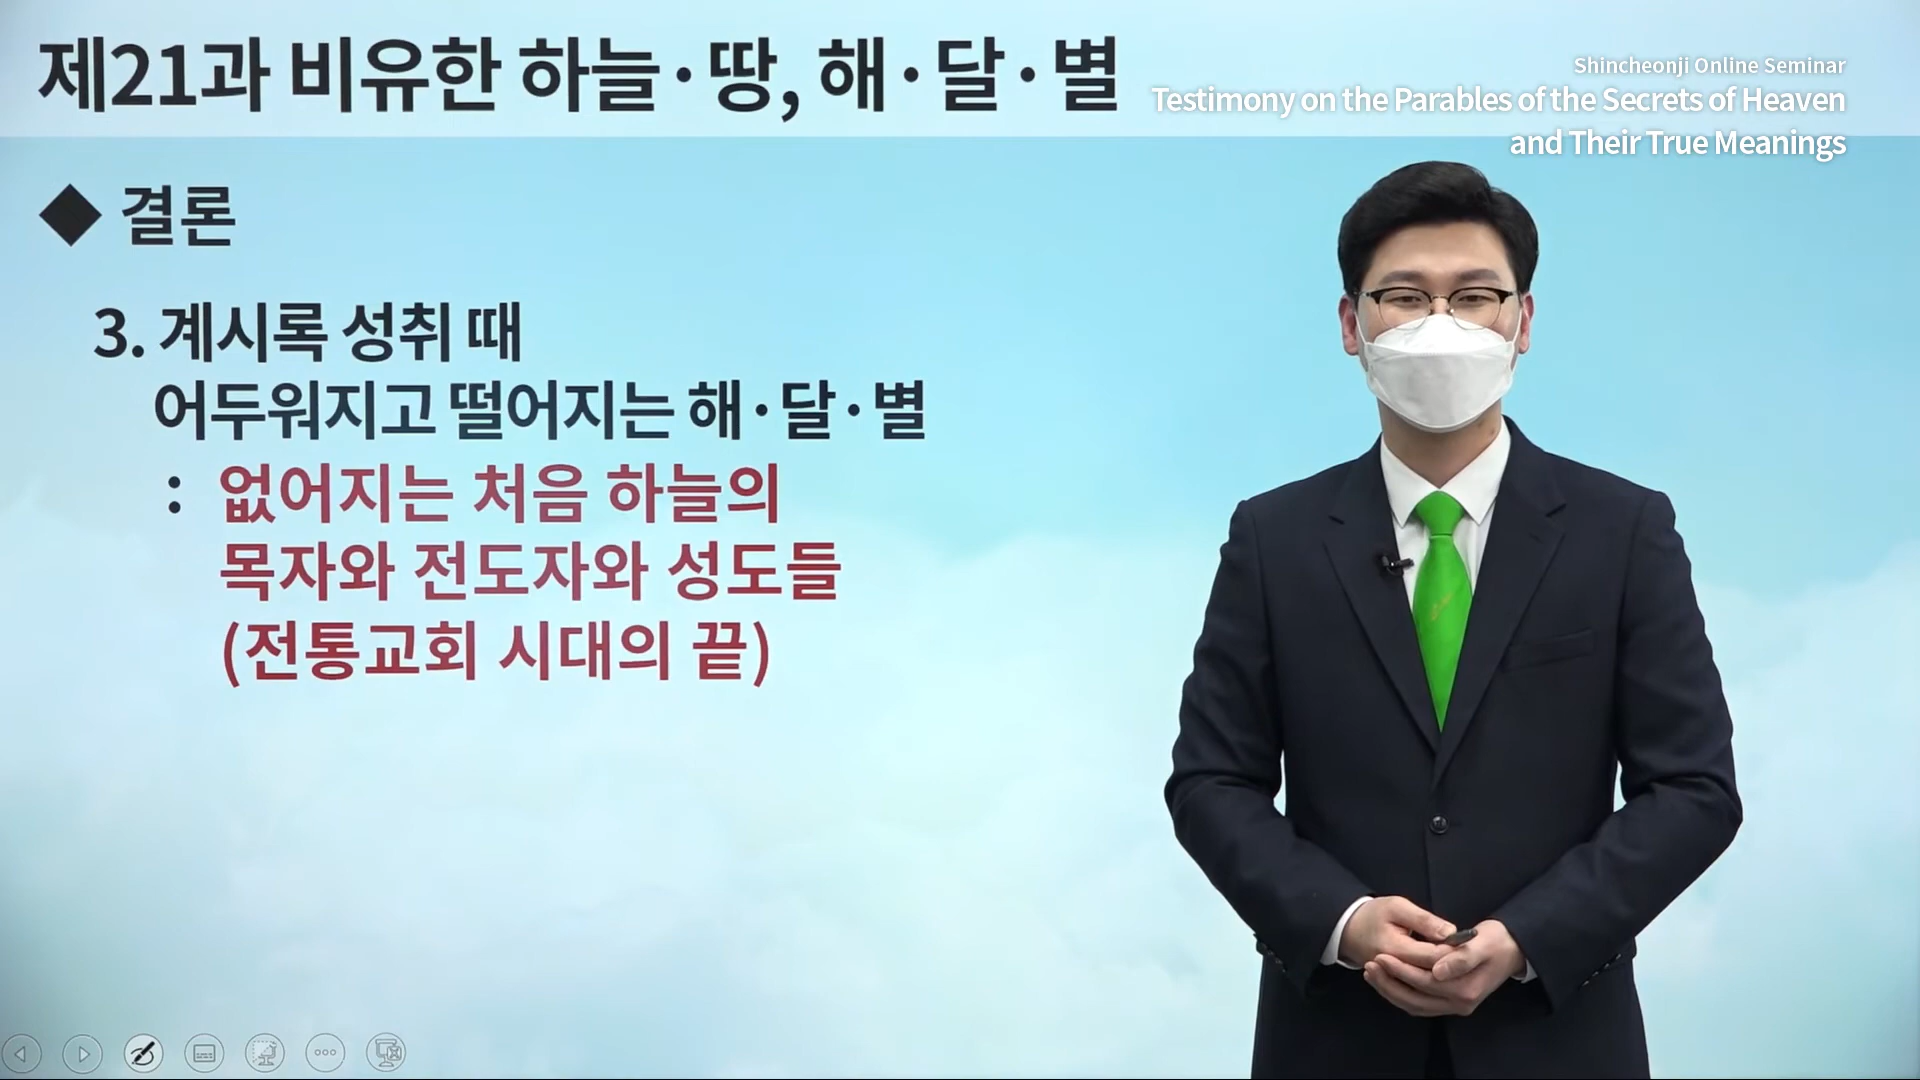 제21과 비유한 하늘·땅, 해·달·별
Shincheonji Online Seminar
Testimony on the Parables of the Secrets of Heaven
and Their True Meanings
◆ 결론
3. 계시록 성취 때
어두워지고 떨어지는 해·달·별
: 없어지는 처음 하늘의
목자와 전도자와 성도들
(전통교회 시대의 끝)